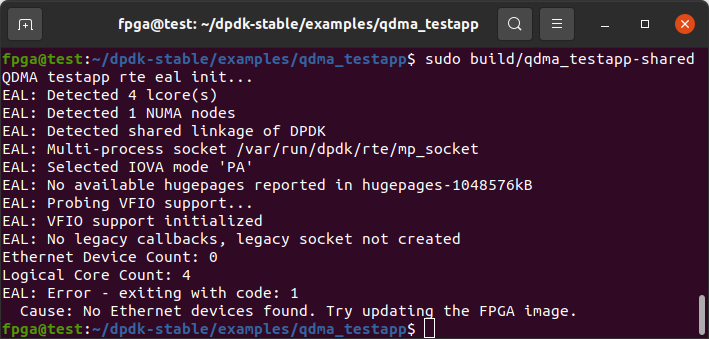 fpga@test: ~/dpdk-stable/examples/qdma_testapp
fpga@test:~/dpdk-stable/examples/qdma_testapp$ sudo build/qdma_testapp-shared
QDMA testapp rte eal init...
EAL: Detected 4 lcore(s)
EAL: Detected 1 NUMA nodes
EAL: Detected shared linkage of DPDK
EAL: Multi-process socket /var/run/dpdk/rte/mp_socket
EAL: Selected IOVA mode 'PA'
EAL: No available hugepages reported in hugepages-1048576kB
EAL: Probing VFIO support...
EAL: VFIO support initialized
EAL: No legacy callbacks, legacy socket not created
Ethernet Device Count: 0
Logical Core Count: 4
EAL: Error - exiting with code: 1
  Cause: No Ethernet devices found. Try updating the FPGA image.
fpga@test:~/dpdk-stable/examples/qdma_testapp$